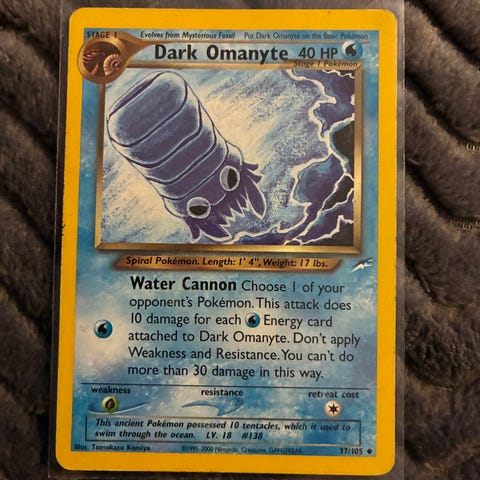 STAGE 1 Evolves from Mysterious Fossil Put Dark Omanyte on the Basic Pokémon
Dark Omanyte 40 HP
Stage 1 Pokémon
Spiral Pokémon. Length: 1' 4", Weight: 17 lbs.
Water Cannon Choose 1 of your
opponent's Pokémon. This attack does
10 damage for each Energy card
attached to Dark Omanyte. Don't apply
Weakness and Resistance. You can't do
more than 30 damage in this way.
weakness resistance retreat cost
This ancient Pokémon possessed 10 tentacles, which it used to
swim through the ocean. LV. 18 #138
Illus. Tomokazu Komiya ©1995-2000 Nintendo, Creatures, GAMEFREAK. 37/105